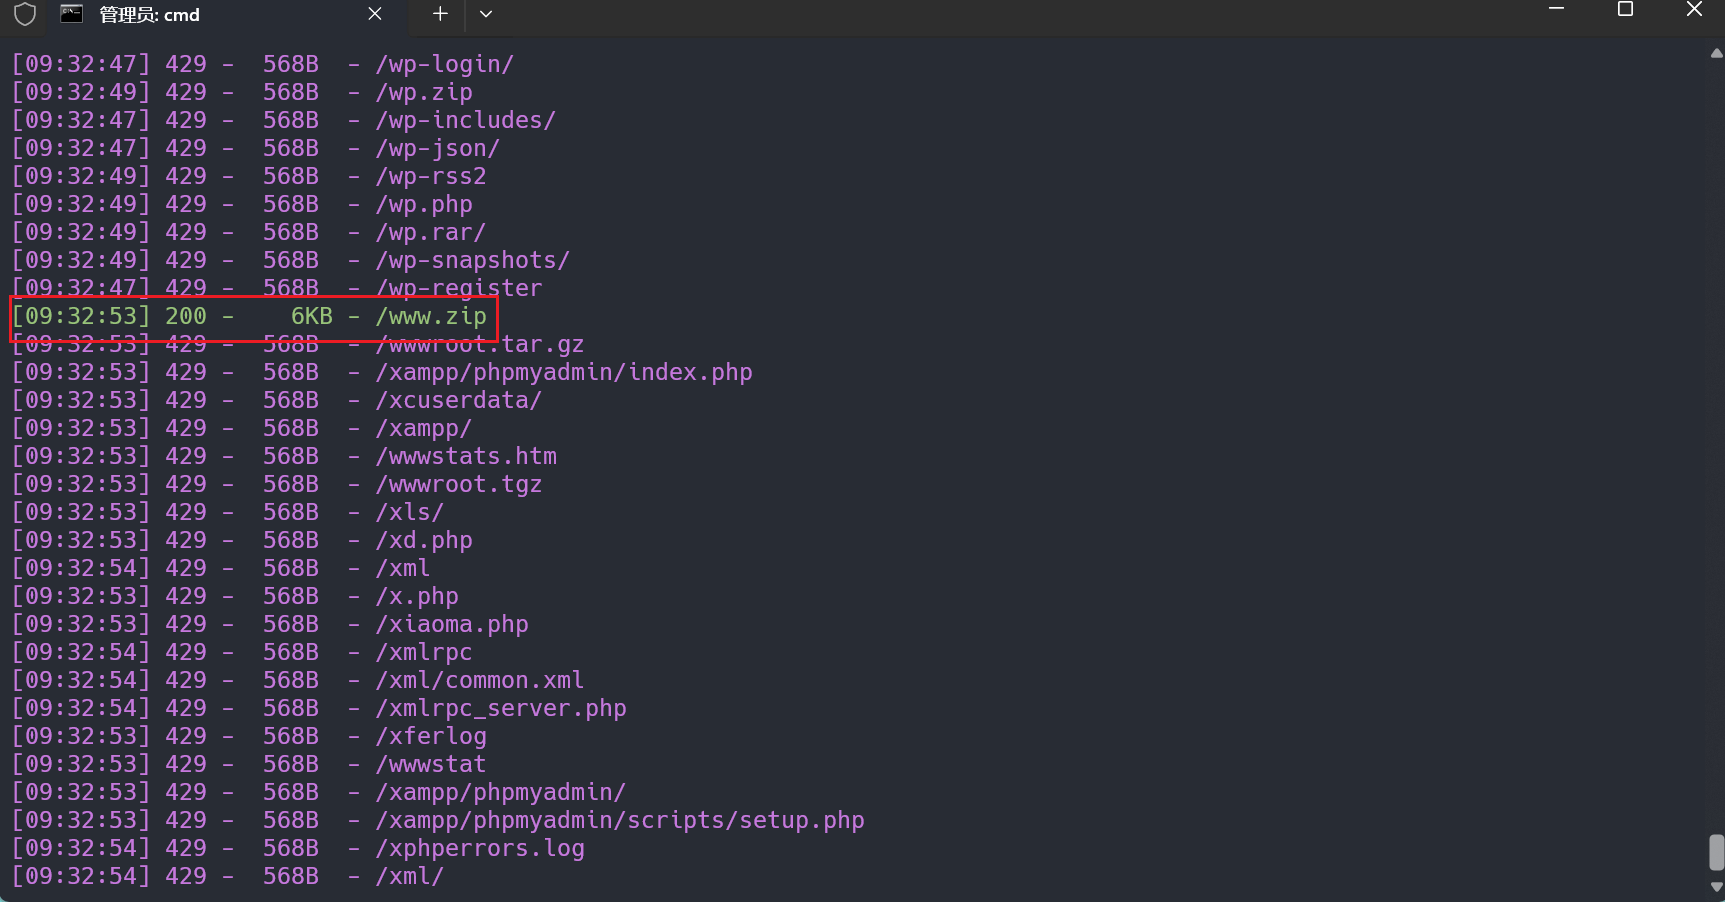 管理员: cmd
[09:32:47] 429 -  568B  - /wp-login/
[09:32:49] 429 -  568B  - /wp.zip
[09:32:47] 429 -  568B  - /wp-includes/
[09:32:47] 429 -  568B  - /wp-json/
[09:32:49] 429 -  568B  - /wp-rss2
[09:32:49] 429 -  568B  - /wp.php
[09:32:49] 429 -  568B  - /wp.rar/
[09:32:49] 429 -  568B  - /wp-snapshots/
[09:32:47] 429 -  568B  - /wp-register
[09:32:53] 200 -    6KB - /www.zip
[09:32:53] 429 -  568B  - /wwwroot.tar.gz
[09:32:53] 429 -  568B  - /xampp/phpmyadmin/index.php
[09:32:53] 429 -  568B  - /xcuserdata/
[09:32:53] 429 -  568B  - /xampp/
[09:32:53] 429 -  568B  - /wwwstats.htm
[09:32:53] 429 -  568B  - /wwwroot.tgz
[09:32:53] 429 -  568B  - /xls/
[09:32:53] 429 -  568B  - /xd.php
[09:32:54] 429 -  568B  - /xml
[09:32:53] 429 -  568B  - /x.php
[09:32:53] 429 -  568B  - /xiaoma.php
[09:32:54] 429 -  568B  - /xmlrpc
[09:32:54] 429 -  568B  - /xml/common.xml
[09:32:54] 429 -  568B  - /xmlrpc_server.php
[09:32:53] 429 -  568B  - /xferlog
[09:32:53] 429 -  568B  - /wwwstat
[09:32:53] 429 -  568B  - /xampp/phpmyadmin/
[09:32:53] 429 -  568B  - /xampp/phpmyadmin/scripts/setup.php
[09:32:54] 429 -  568B  - /xphperrors.log
[09:32:54] 429 -  568B  - /xml/